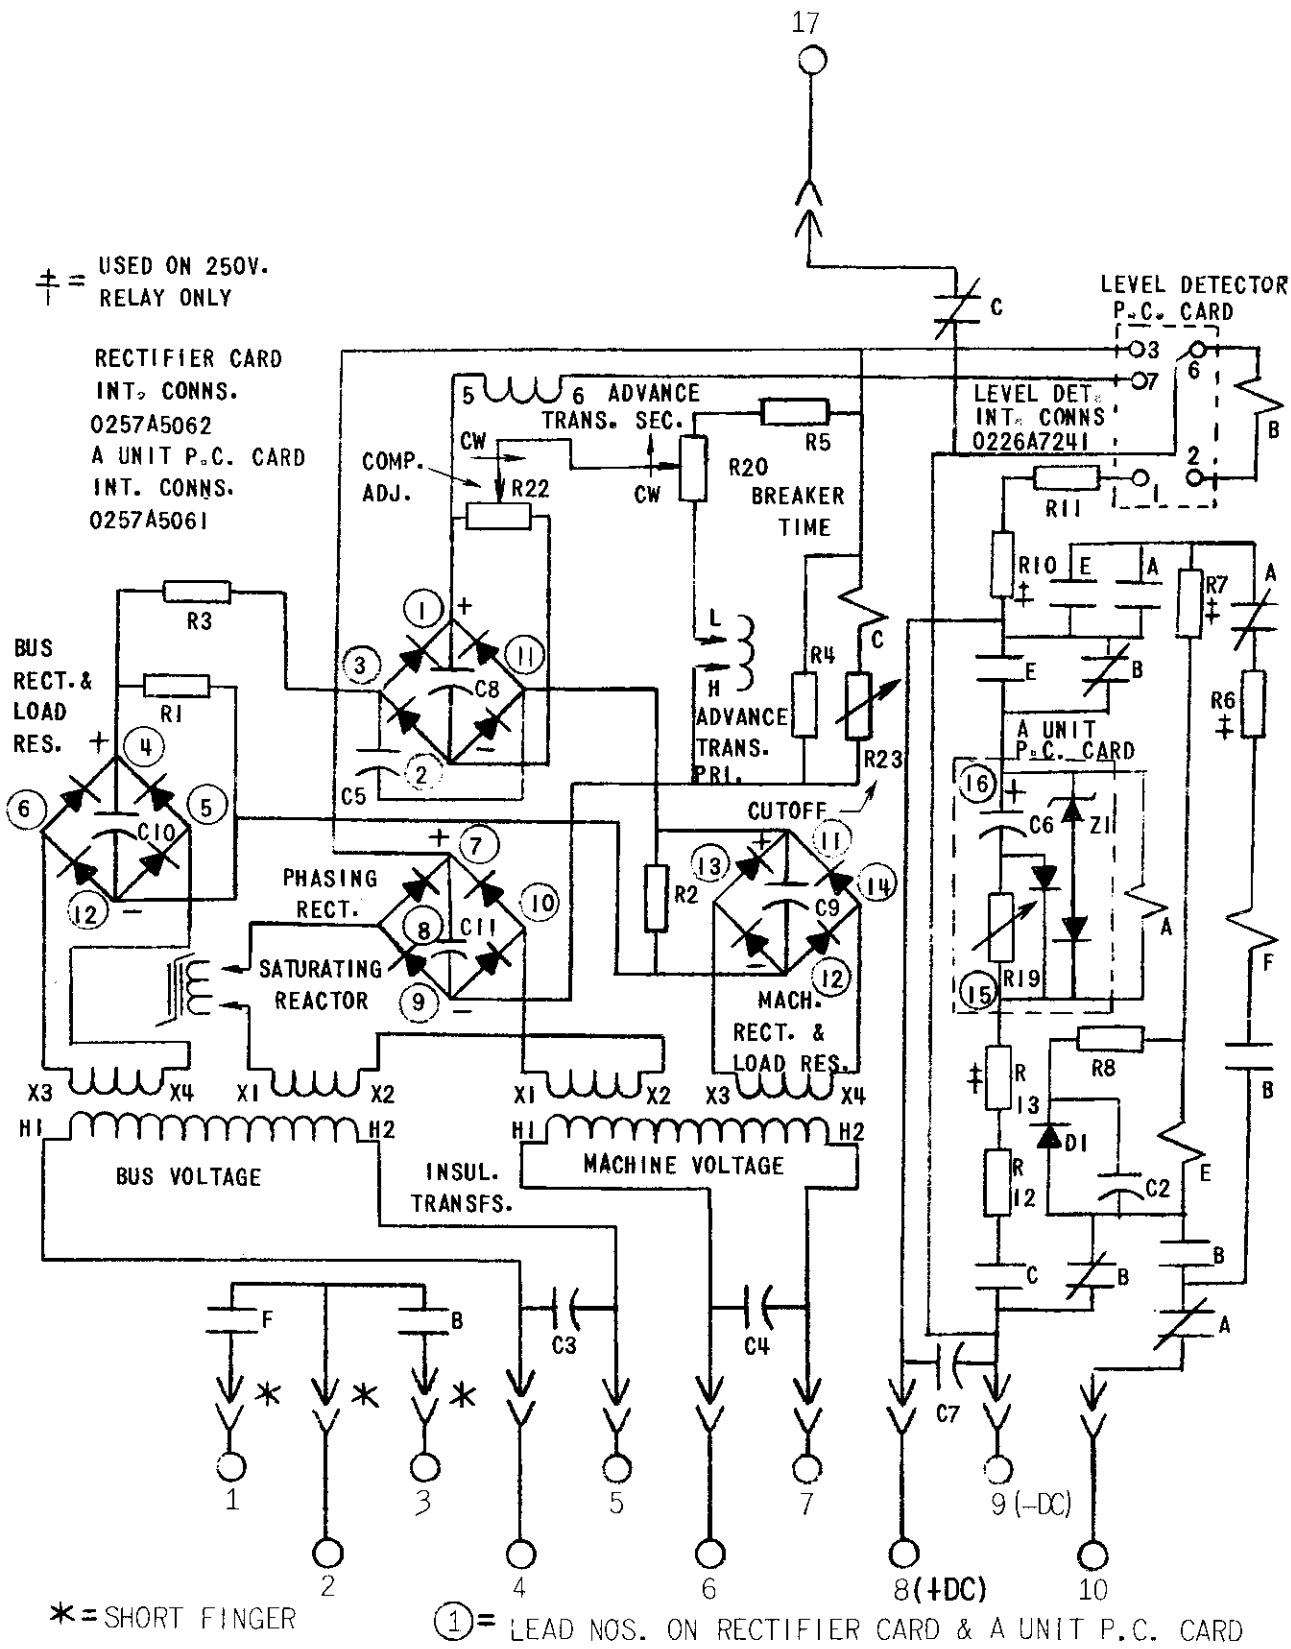 17
‡ = USED ON 250V.
RELAY ONLY
RECTIFIER CARD
INT. CONNS.
0257A5062
A UNIT P.C. CARD
INT. CONNS.
0257A5061
C
LEVEL DETECTOR
P.C. CARD
3
6
7
5
6
ADVANCE
TRANS. SEC.
LEVEL DET.
INT. CONNS
0226A7241
B
CW
R5
COMP.
ADJ.
R22
CW
R20
BREAKER
TIME
2
1
R11
R3
R10
‡
E
A
R7
‡
A
1
+
L
C
BUS
RECT. &
LOAD
RES.
3
11
C8
R4
E
B
R1
H
R6
‡
ADVANCE
TRANS.
PRI.
R23
A UNIT
P.C. CARD
+
4
2
−
C5
16
+
6
5
C10
CUTOFF
C6
Z1
+
7
+
11
13
14
12
−
PHASING
RECT.
8
C11
10
R2
C9
A
SATURATING
REACTOR
9
−
−
12
MACH.
RECT. &
LOAD RES.
R19
15
F
X3
X4
X1
X2
X1
X2
X3
X4
‡
R
13
R8
B
H1
H2
H1
H2
D1
BUS VOLTAGE
INSUL.
TRANSFS.
MACHINE VOLTAGE
R
12
C2
E
C
B
B
F
B
C3
C4
A
*
*
*
C7
1
3
5
7
9 (−DC)
2
4
6
8(+DC)
10
* = SHORT FINGER
1 = LEAD NOS. ON RECTIFIER CARD & A UNIT P.C. CARD